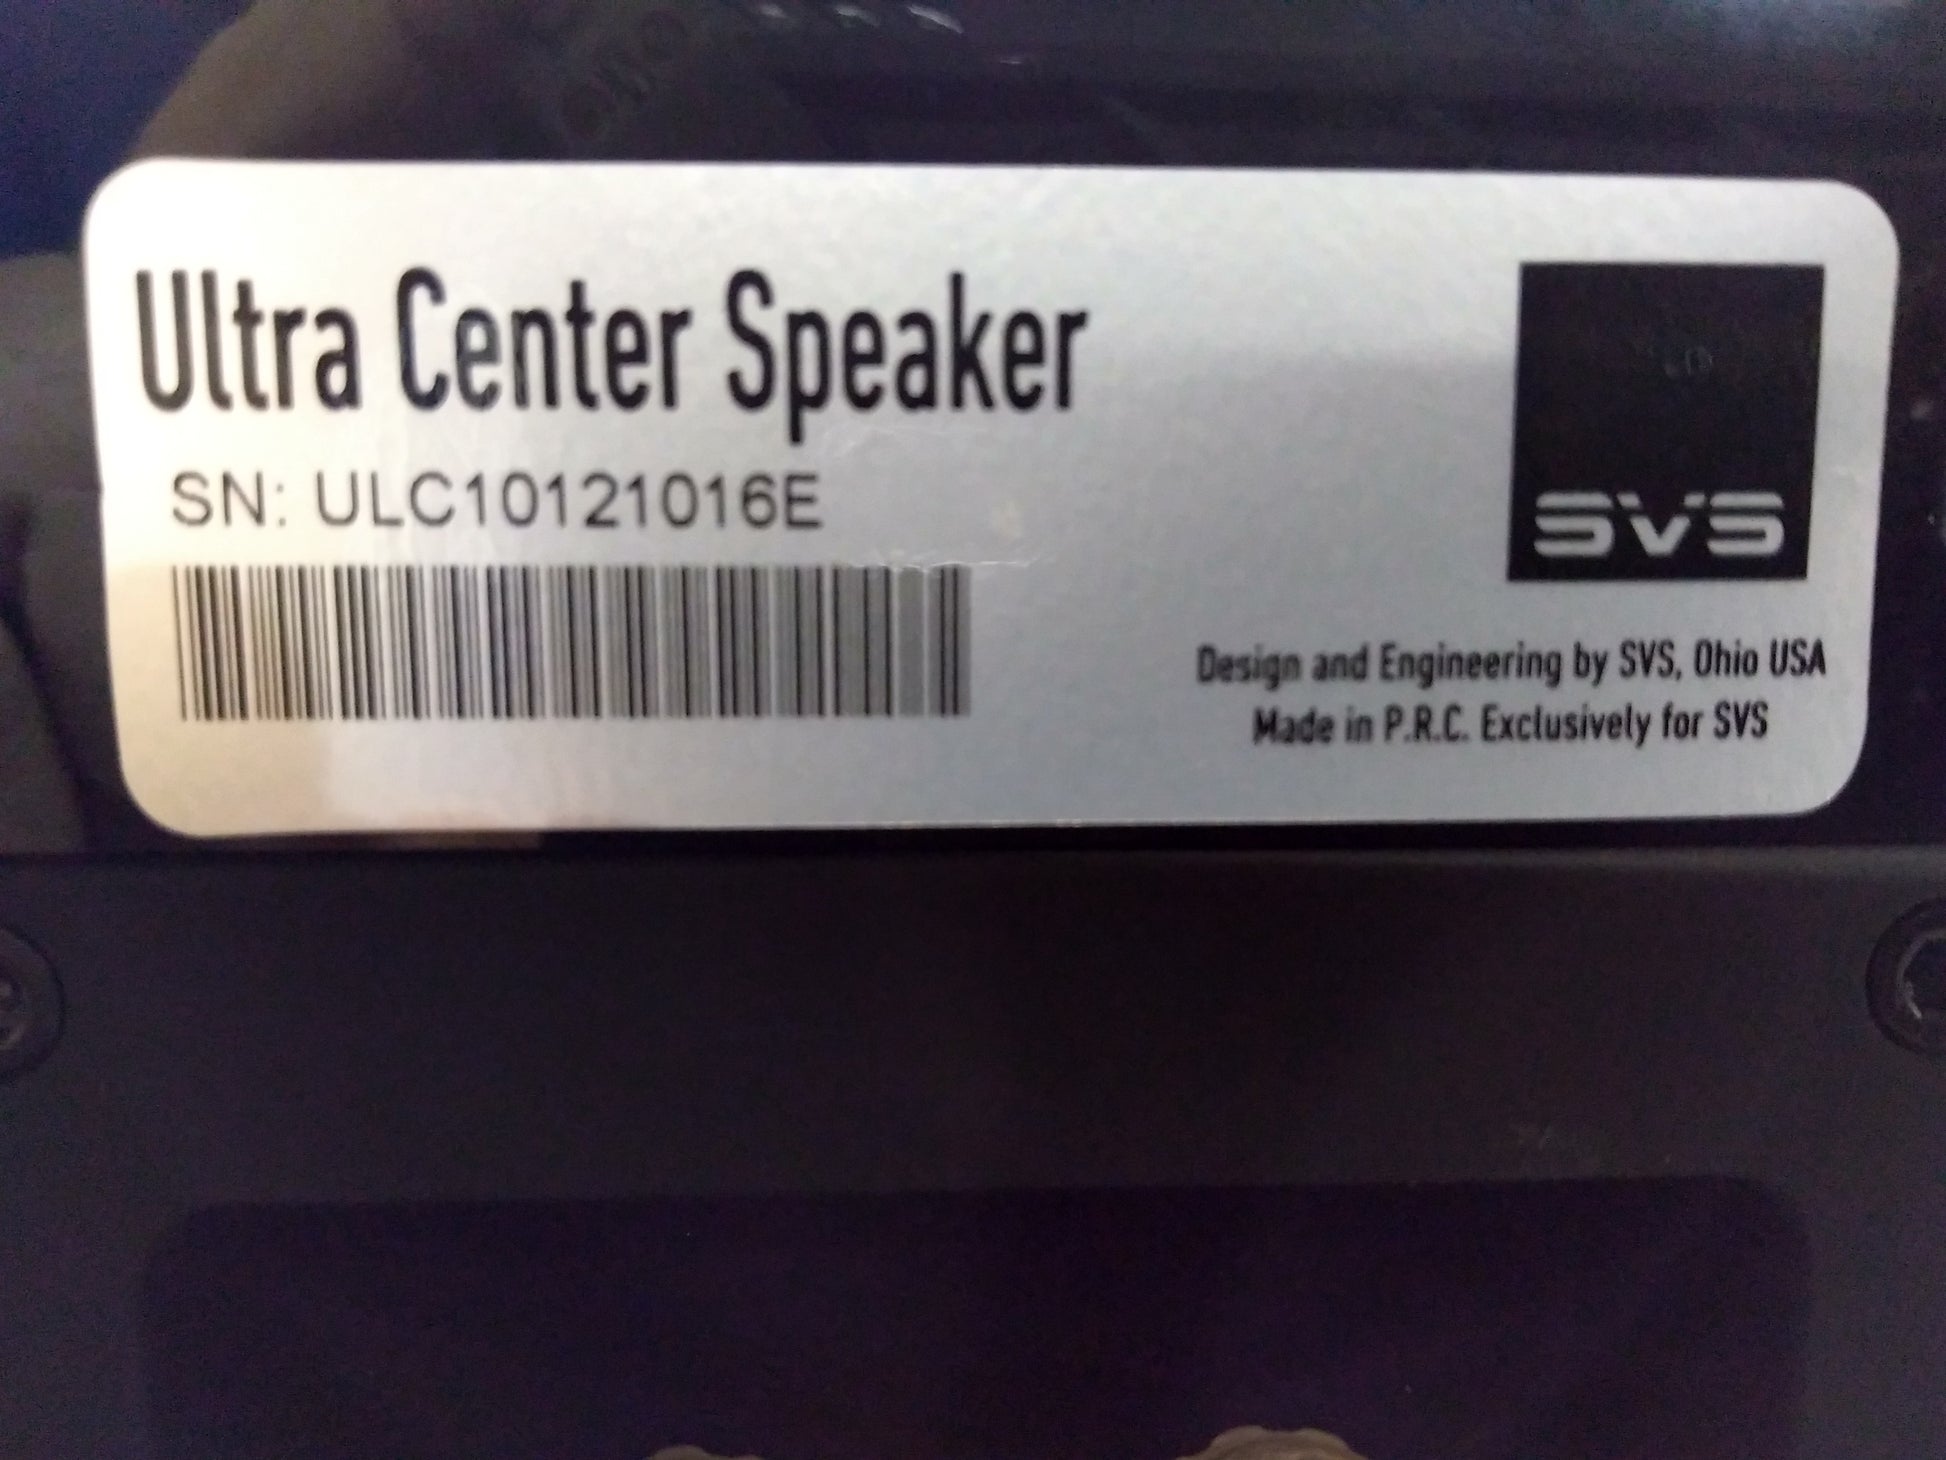 Ultra Center Speaker
SN: ULC10121016E
SVS
Design and Engineering by SVS, Ohio USA
Made in P.R.C. Exclusively for SVS